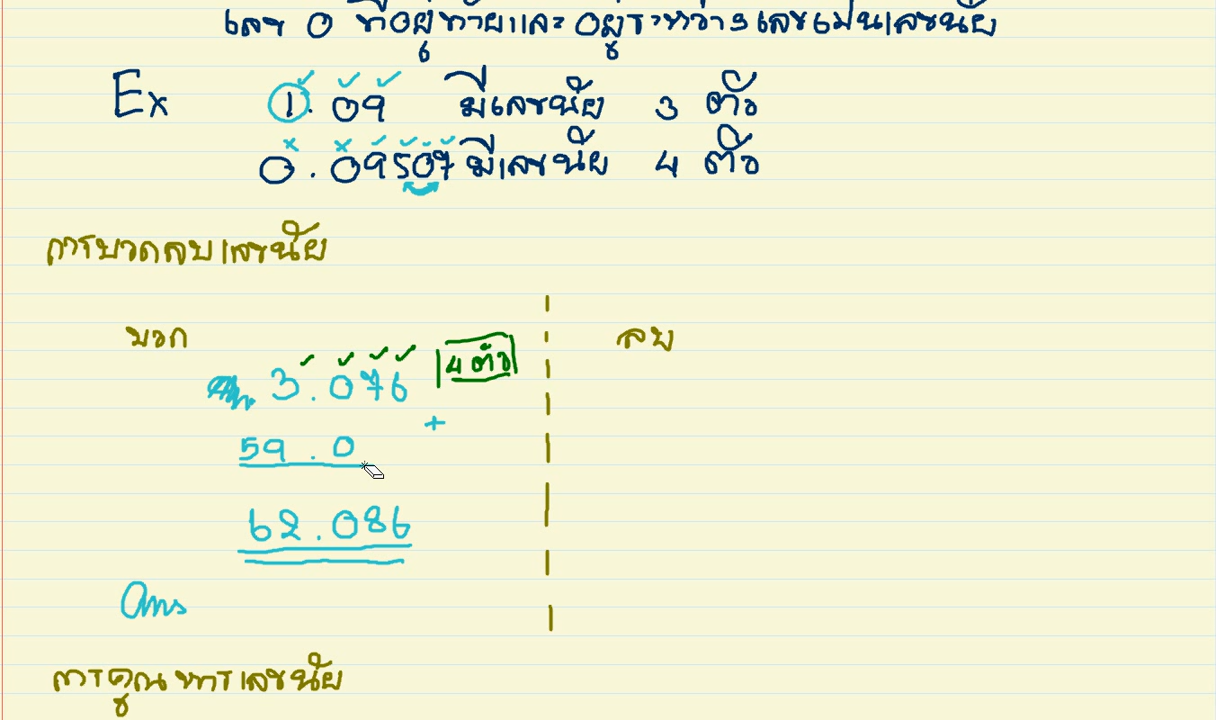 เลข 0 ที่อยู่ท้ายและอยู่ระหว่างเลขเป็นเลขนัย
Ex 1.09 มีเลขนัย 3 ตัว
0.09507 มีเลขนัย 4 ตัว
การบวกลบเลขนัย
บวก
ลบ
3.076 4 ตัว
+
59.0
62.086
Ans
การคูณหารเลขนัย